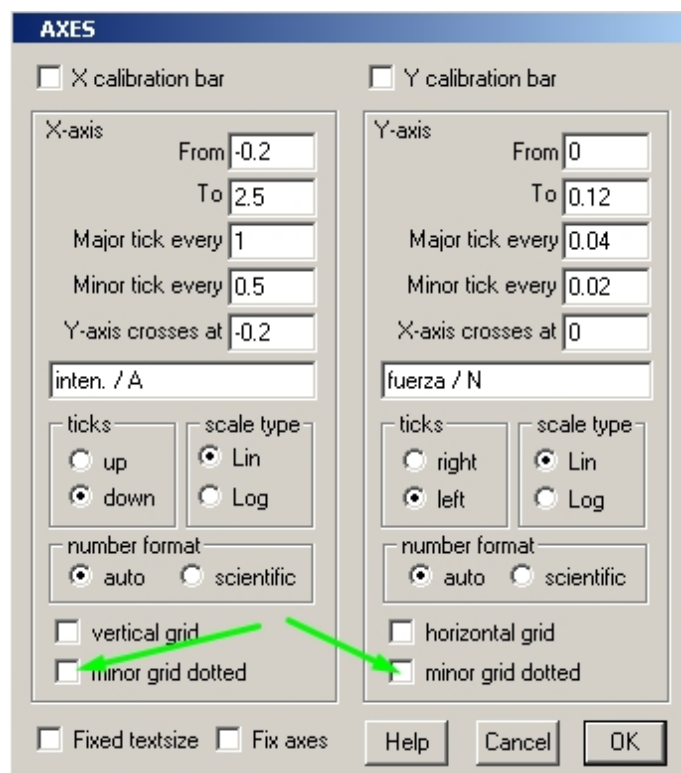 AXES
X calibration bar
Y calibration bar
X-axis
From -0.2
To 2.5
Major tick every 1
Minor tick every 0.5
Y-axis crosses at -0.2
inten. / A
ticks
up
down
scale type
Lin
Log
number format
auto scientific
vertical grid
minor grid dotted
Y-axis
From 0
To 0.12
Major tick every 0.04
Minor tick every 0.02
X-axis crosses at 0
fuerza / N
ticks
right
left
scale type
Lin
Log
number format
auto scientific
horizontal grid
minor grid dotted
Fixed textsize Fix axes Help Cancel OK